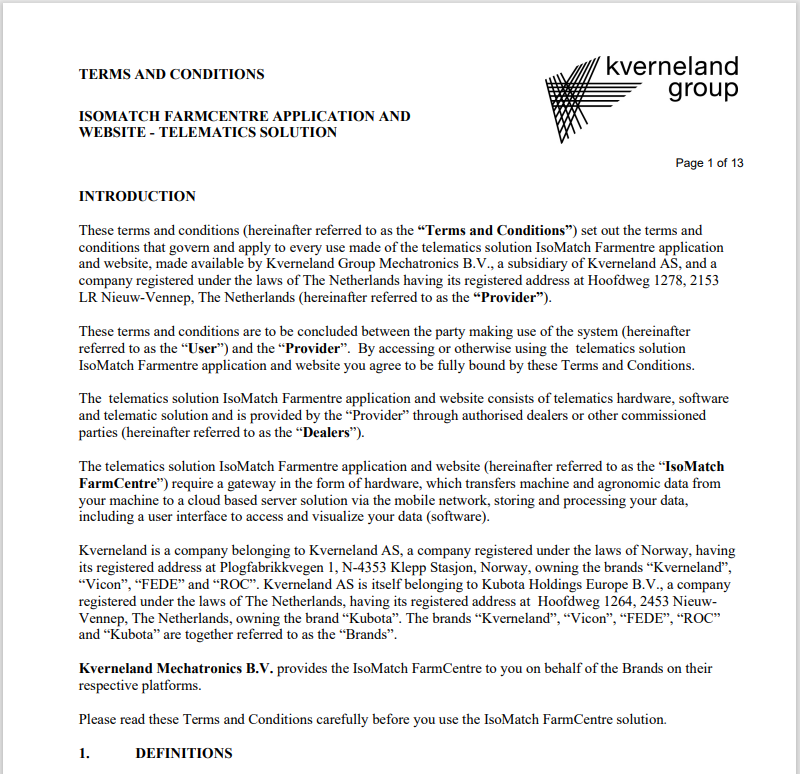 TERMS AND CONDITIONS
kverneland
group
ISOMATCH FARMCENTRE APPLICATION AND
WEBSITE - TELEMATICS SOLUTION
Page 1 of 13
INTRODUCTION
These terms and conditions (hereinafter referred to as the “Terms and Conditions”) set out the terms and
conditions that govern and apply to every use made of the telematics solution IsoMatch Farmentre application
and website, made available by Kverneland Group Mechatronics B.V., a subsidiary of Kverneland AS, and a
company registered under the laws of The Netherlands having its registered address at Hoofdweg 1278, 2153
LR Nieuw-Vennep, The Netherlands (hereinafter referred to as the “Provider”).
These terms and conditions are to be concluded between the party making use of the system (hereinafter
referred to as the “User”) and the “Provider”.  By accessing or otherwise using the  telematics solution
IsoMatch Farmentre application and website you agree to be fully bound by these Terms and Conditions.
The  telematics solution IsoMatch Farmentre application and website consists of telematics hardware, software
and telematic solution and is provided by the “Provider” through authorised dealers or other commissioned
parties (hereinafter referred to as the “Dealers”).
The telematics solution IsoMatch Farmentre application and website (hereinafter referred to as the “IsoMatch
FarmCentre”) require a gateway in the form of hardware, which transfers machine and agronomic data from
your machine to a cloud based server solution via the mobile network, storing and processing your data,
including a user interface to access and visualize your data (software).
Kverneland is a company belonging to Kverneland AS, a company registered under the laws of Norway, having
its registered address at Plogfabrikkvegen 1, N-4353 Klepp Stasjon, Norway, owning the brands “Kverneland”,
“Vicon”, “FEDE” and “ROC”. Kverneland AS is itself belonging to Kubota Holdings Europe B.V., a company
registered under the laws of The Netherlands, having its registered address at  Hoofdweg 1264, 2453 Nieuw-
Vennep, The Netherlands, owning the brand “Kubota”. The brands “Kverneland”, “Vicon”, “FEDE”, “ROC”
and “Kubota” are together referred to as the “Brands”.
Kverneland Mechatronics B.V. provides the IsoMatch FarmCentre to you on behalf of the Brands on their
respective platforms.
Please read these Terms and Conditions carefully before you use the IsoMatch FarmCentre solution.
1. DEFINITIONS